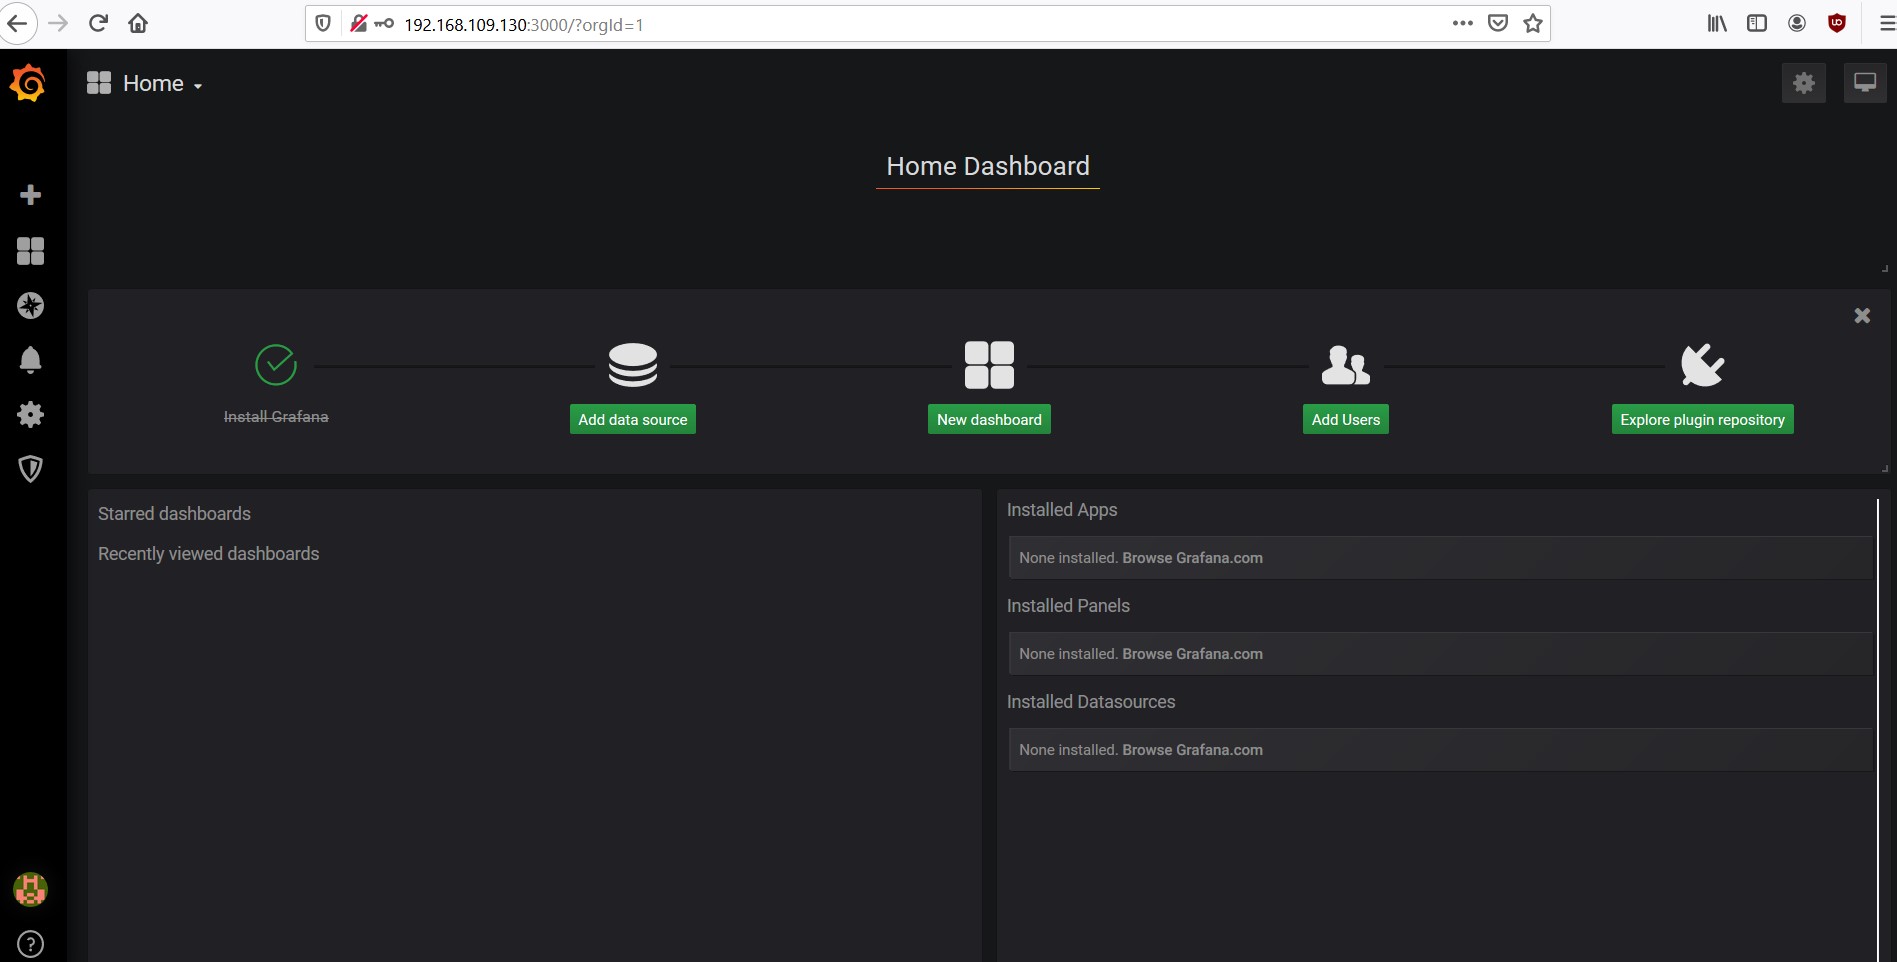 192.168.109.130:3000/?orgId=1
Home
Home Dashboard
Install Grafana
Add data source
New dashboard
Add Users
Explore plugin repository
Starred dashboards
Recently viewed dashboards
Installed Apps
None installed. Browse Grafana.com
Installed Panels
None installed. Browse Grafana.com
Installed Datasources
None installed. Browse Grafana.com